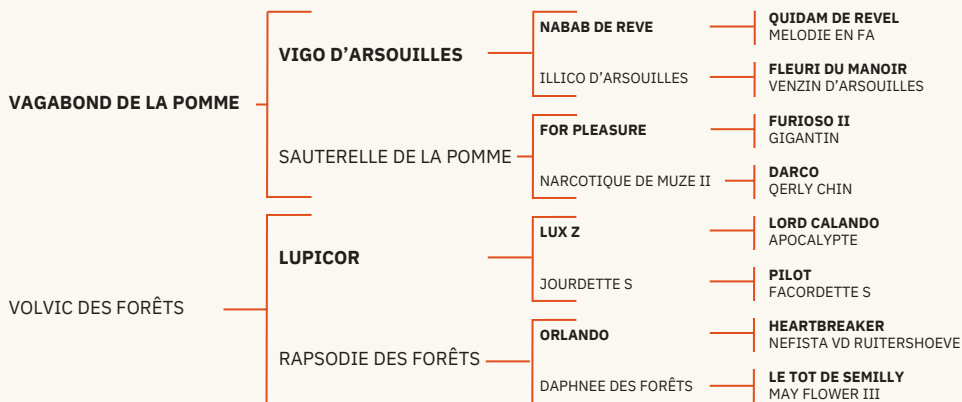 VAGABOND DE LA POMME
VIGO D’ARSOUILLES
NABAB DE REVE
QUIDAM DE REVEL
MELODIE EN FA
ILLICO D’ARSOUILLES
FLEURI DU MANOIR
VENZIN D’ARSOUILLES
SAUTERELLE DE LA POMME
FOR PLEASURE
FURIOSO II
GIGANTIN
NARCOTIQUE DE MUZE II
DARCO
QERLY CHIN
VOLVIC DES FORÊTS
LUPICOR
LUX Z
LORD CALANDO
APOCALYPTE
JOURDETTE S
PILOT
FACORDETTE S
RAPSODIE DES FORÊTS
ORLANDO
HEARTBREAKER
NEFISTA VD RUITERSHOEVE
DAPHNEE DES FORÊTS
LE TOT DE SEMILLY
MAY FLOWER III